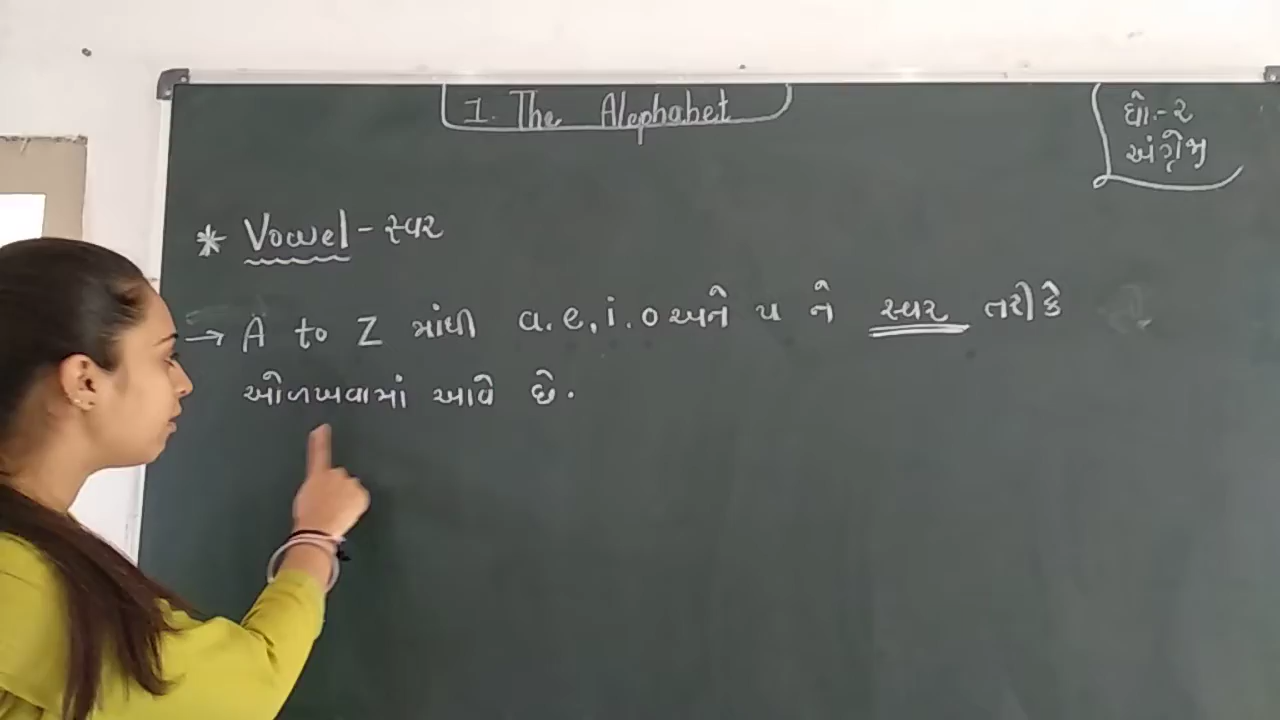 1. The Alephabet
ધો.-૨
અંગ્રેજી
* Vowel - સ્વર
→ A to Z માંથી a. e, i. o અને u ને સ્વર તરીકે
ઓળખવામાં આવે છે.